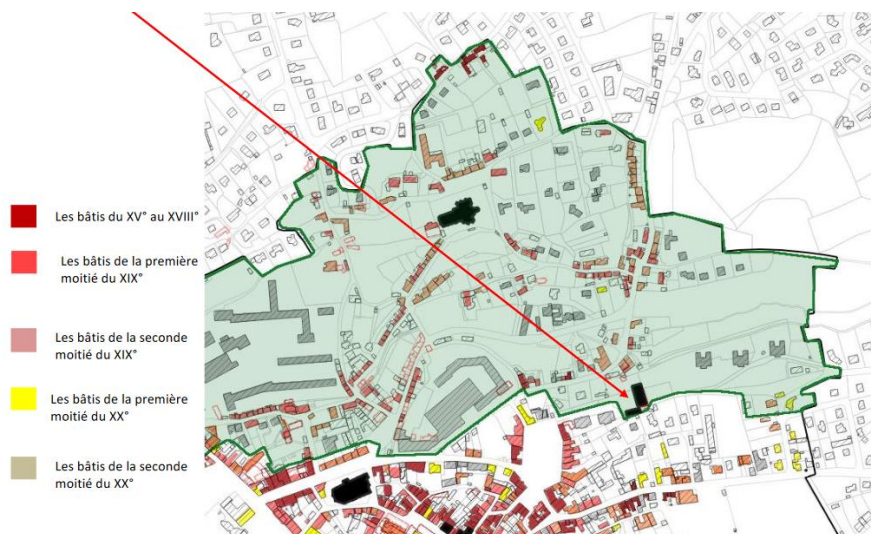 Les bâtis du XV° au XVIII°
Les bâtis de la première
moitié du XIX°
Les bâtis de la seconde
moitié du XIX°
Les bâtis de la première
moitié du XX°
Les bâtis de la seconde
moitié du XX°